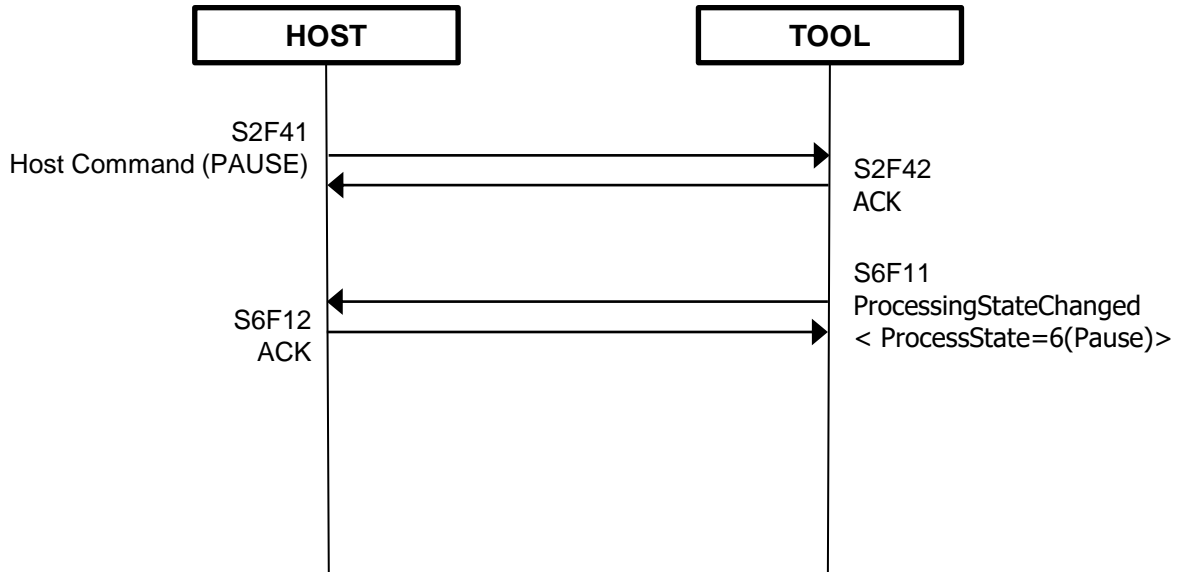 HOST
TOOL
S2F41
Host Command (PAUSE)
S2F42
ACK
S6F11
ProcessingStateChanged
< ProcessState=6(Pause)>
S6F12
ACK